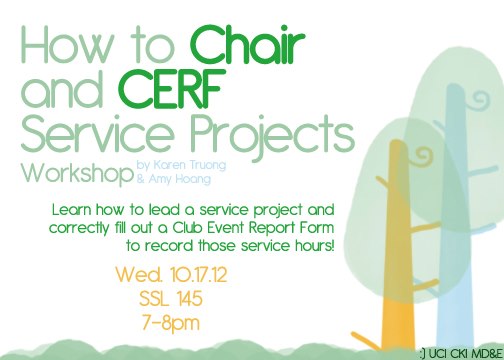 How to Chair
and CERF
Service Projects
Workshop by Karen Truong
& Amy Hoang
Learn how to lead a service project and
correctly fill out a Club Event Report Form
to record those service hours!
Wed. 10.17.12
SSL 145
7-8pm
:] UCI CKI MD&E